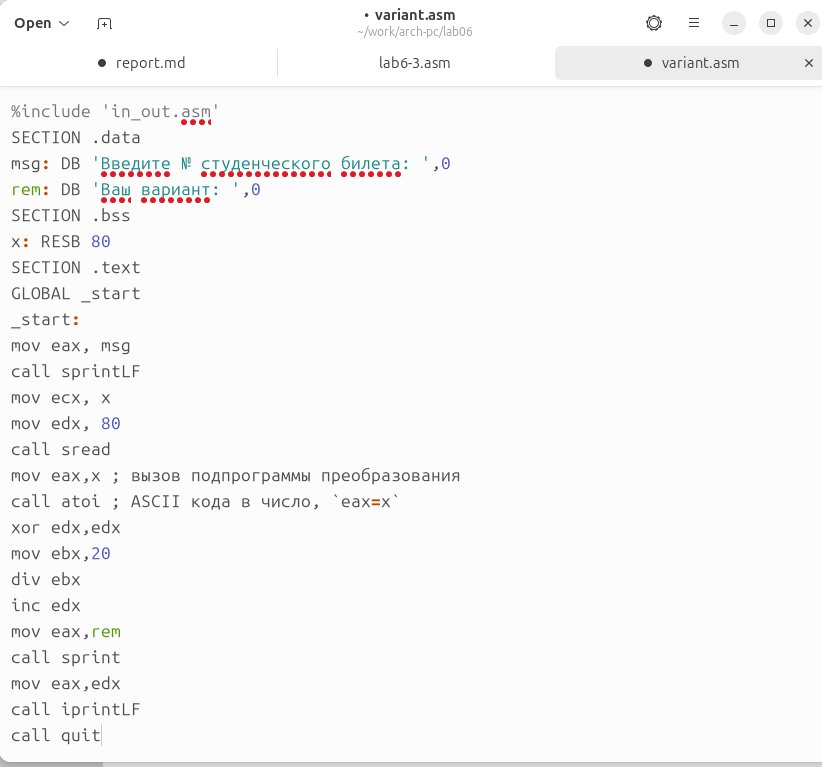 Open
• variant.asm
~/work/arch-pc/lab06
● report.md
lab6-3.asm
● variant.asm
%include 'in_out.asm'
SECTION .data
msg: DB 'Введите № студенческого билета: ',0
rem: DB 'Ваш вариант: ',0
SECTION .bss
x: RESB 80
SECTION .text
GLOBAL _start
_start:
mov eax, msg
call sprintLF
mov ecx, x
mov edx, 80
call sread
mov eax,x ; вызов подпрограммы преобразования
call atoi ; ASCII кода в число, `eax=x`
xor edx,edx
mov ebx,20
div ebx
inc edx
mov eax,rem
call sprint
mov eax,edx
call iprintLF
call quit